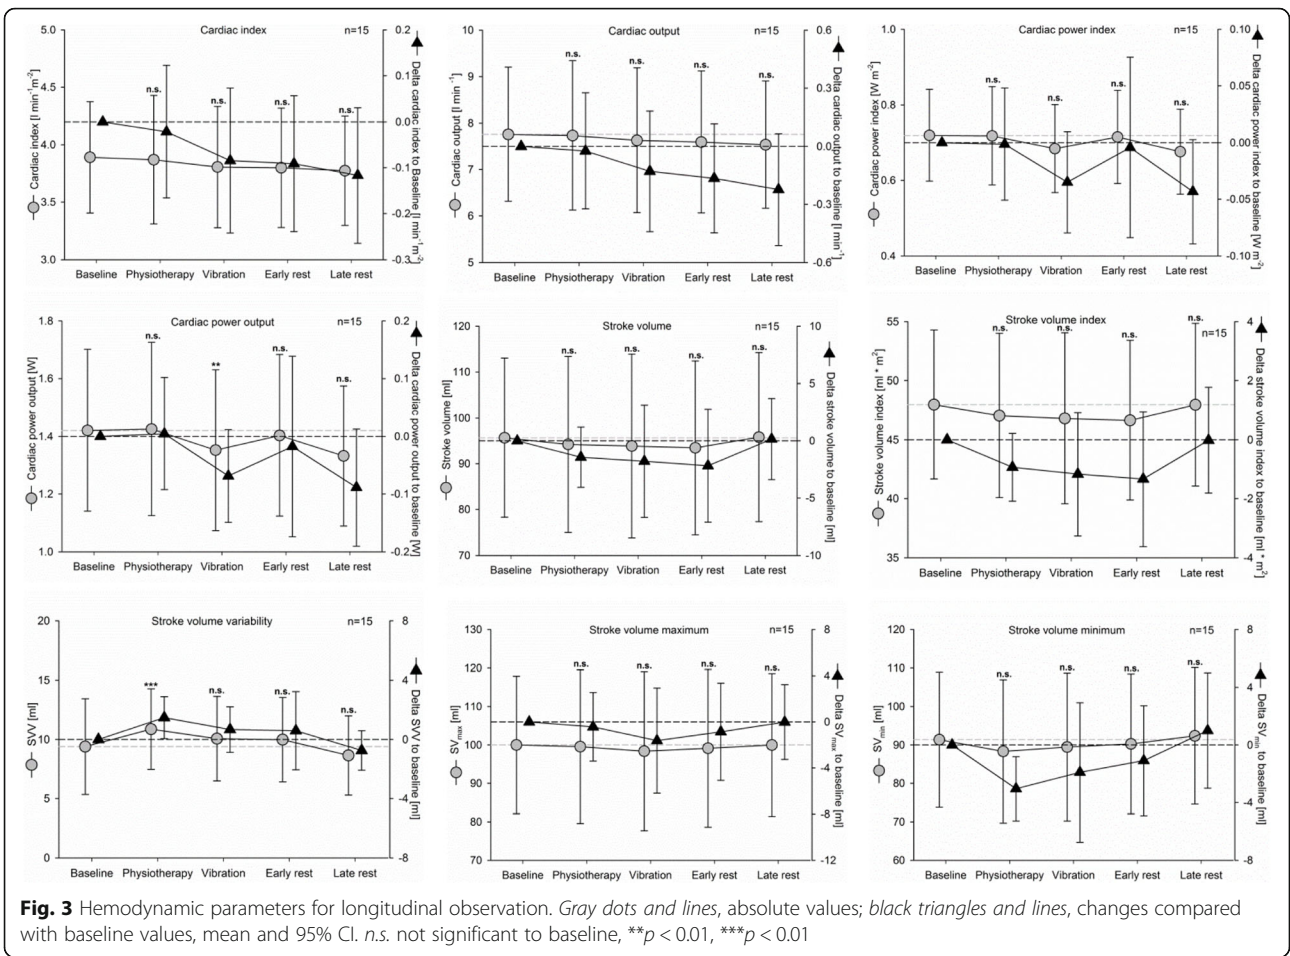 Cardiac index
n=15
5.0
4.5
4.0
3.5
3.0
Cardiac index [l min⁻¹m⁻²]
n.s.
n.s.
n.s.
n.s.
0.2
0.1
0.0
-0.1
-0.2
-0.3
Delta cardiac index to Baseline [l min⁻¹m⁻²]
Baseline Physiotherapy Vibration Early rest Late rest
Cardiac output
n=15
10
9
8
7
6
5
Cardiac output [l min⁻¹]
n.s.
n.s.
n.s.
n.s.
0.6
0.3
0.0
-0.3
-0.6
Delta cardiac output to baseline [l min⁻¹]
Baseline Physiotherapy Vibration Early rest Late rest
Cardiac power index
n=15
1.0
0.8
0.6
0.4
Cardiac power index [W m⁻²]
n.s.
n.s.
n.s.
n.s.
0.10
0.05
0.00
-0.05
-0.10
Delta cardiac power index to baseline [W m⁻²]
Baseline Physiotherapy Vibration Early rest Late rest
Cardiac power output
n=15
1.8
1.6
1.4
1.2
1.0
Cardiac power output [W]
n.s.
**
n.s.
n.s.
0.2
0.1
0.0
-0.1
-0.2
Delta cardiac power output to baseline [W]
Baseline Physiotherapy Vibration Early rest Late rest
Stroke volume
n=15
120
110
100
90
80
70
Stroke volume [ml]
n.s.
n.s.
n.s.
n.s.
10
5
0
-5
-10
Delta stroke volume to baseline [ml]
Baseline Physiotherapy Vibration Early rest Late rest
Stroke volume index
n=15
55
50
45
40
35
Stroke volume index [ml * m²]
n.s.
n.s.
n.s.
n.s.
4
2
0
-2
-4
Delta stroke volume index to baseline [ml * m²]
Baseline Physiotherapy Vibration Early rest Late rest
Stroke volume variability
n=15
20
15
10
5
0
SVV [ml]
***
n.s.
n.s.
n.s.
8
4
0
-4
-8
Delta SVV to baseline [ml]
Baseline Physiotherapy Vibration Early rest Late rest
Stroke volume maximum
n=15
130
120
110
100
90
80
70
SVmax [ml]
n.s.
n.s.
n.s.
n.s.
8
4
0
-4
-8
-12
Delta SVmax to baseline [ml]
Baseline Physiotherapy Vibration Early rest Late rest
Stroke volume minimum
n=15
120
110
100
90
80
70
60
SVmin [ml]
n.s.
n.s.
n.s.
n.s.
8
4
0
-4
-8
Delta SVmin to baseline [ml]
Baseline Physiotherapy Vibration Early rest Late rest
Fig. 3 Hemodynamic parameters for longitudinal observation. Gray dots and lines, absolute values; black triangles and lines, changes compared
with baseline values, mean and 95% CI. n.s. not significant to baseline, **p < 0.01, ***p < 0.01